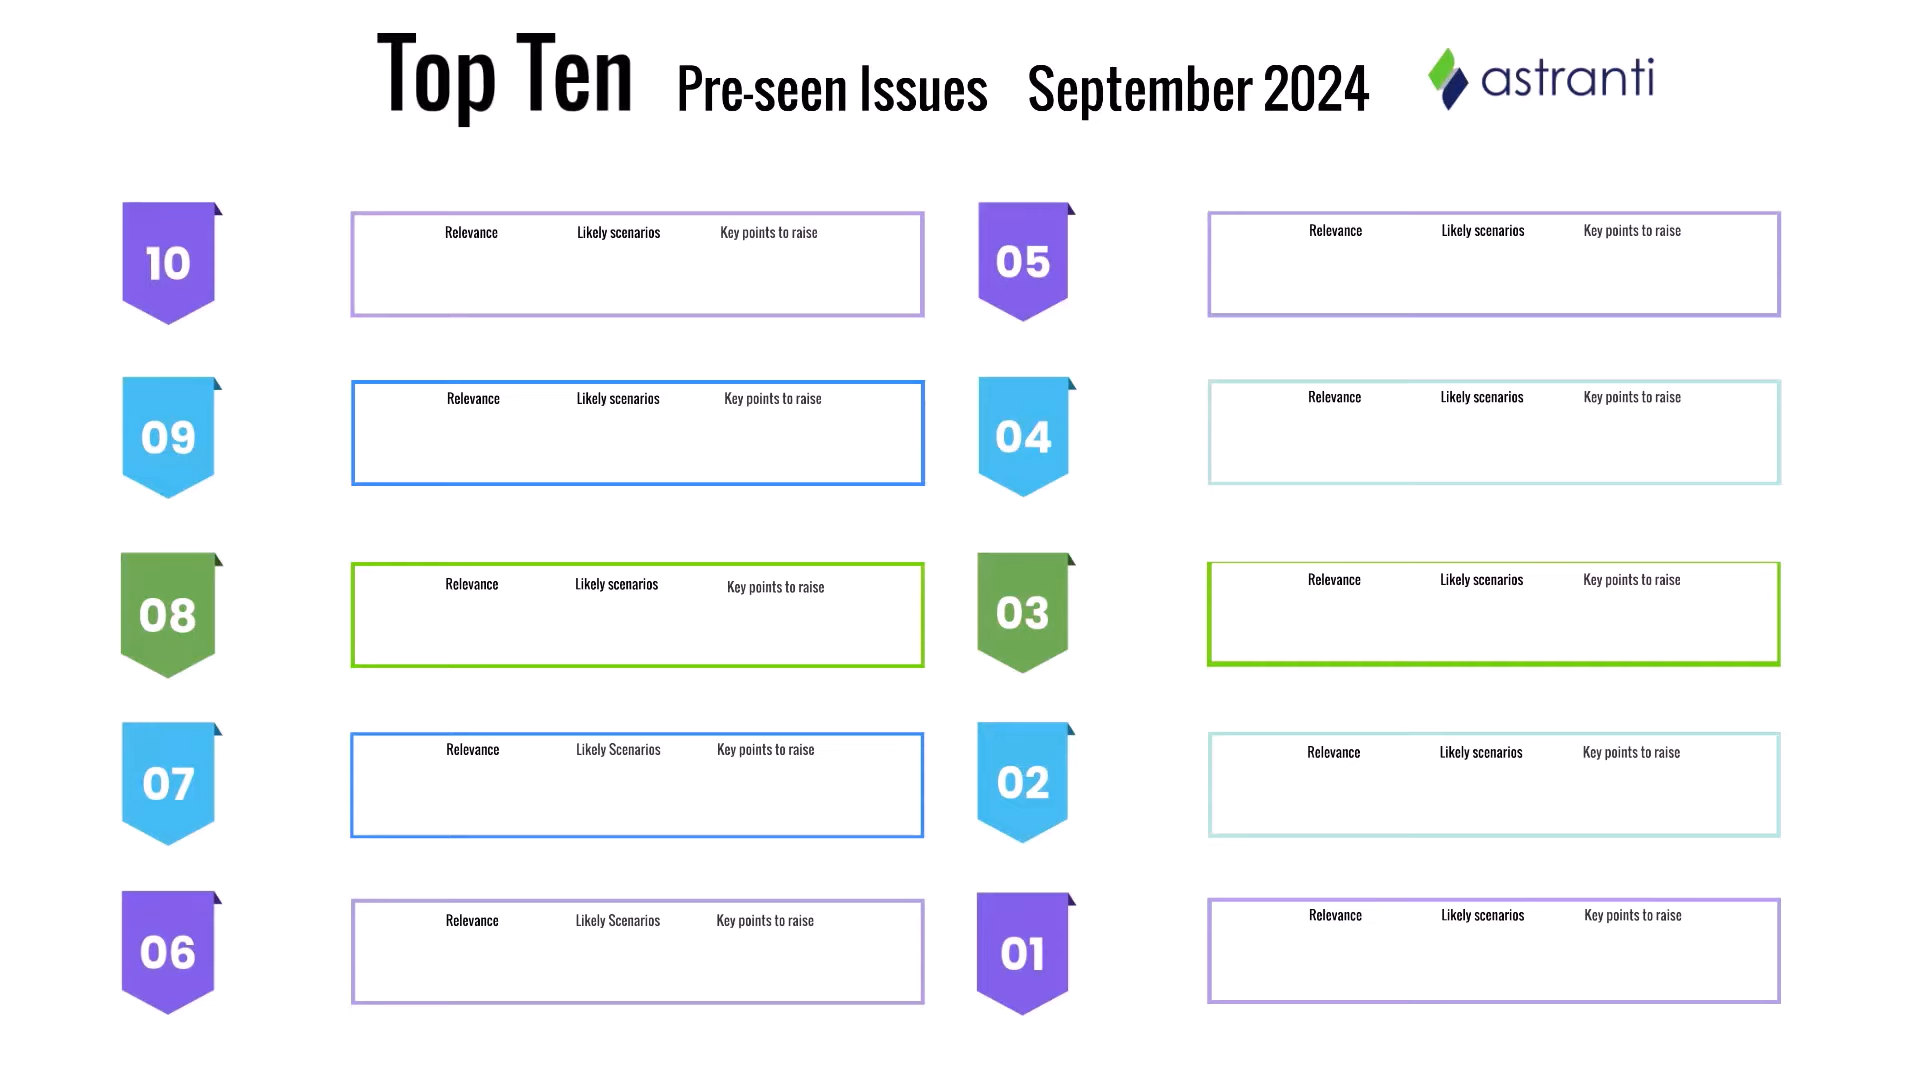 Top Ten Pre-seen Issues September 2024 astranti
10
Relevance Likely scenarios Key points to raise
09
Relevance Likely scenarios Key points to raise
08
Relevance Likely scenarios Key points to raise
07
Relevance Likely Scenarios Key points to raise
06
Relevance Likely Scenarios Key points to raise
05
Relevance Likely scenarios Key points to raise
04
Relevance Likely scenarios Key points to raise
03
Relevance Likely scenarios Key points to raise
02
Relevance Likely scenarios Key points to raise
01
Relevance Likely scenarios Key points to raise